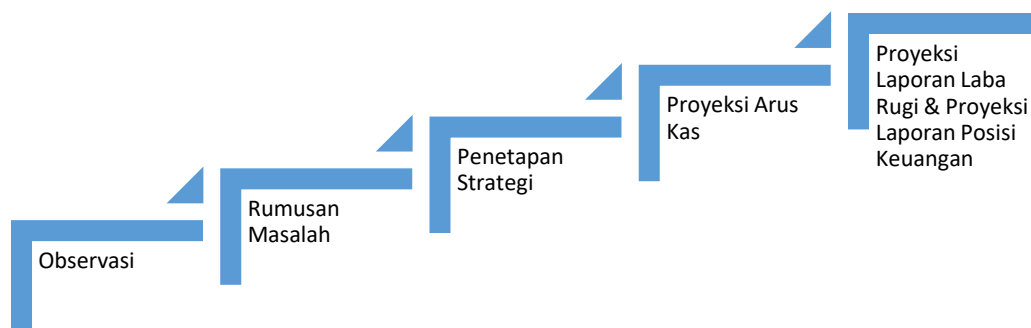 Observasi
Rumusan
Masalah
Penetapan
Strategi
Proyeksi Arus
Kas
Proyeksi
Laporan Laba
Rugi & Proyeksi
Laporan Posisi
Keuangan